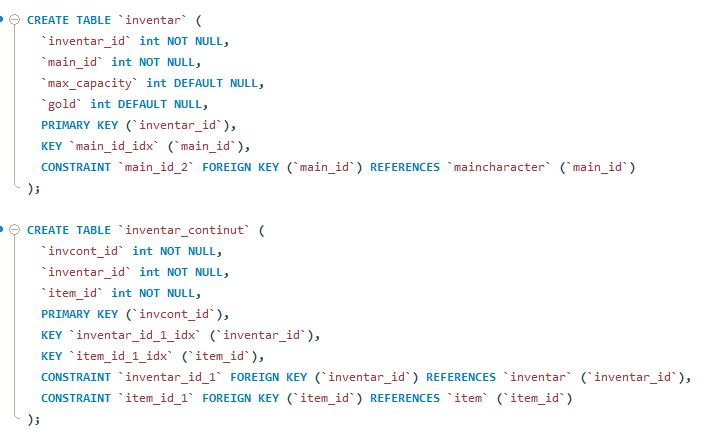 CREATE TABLE `inventar` (
`inventar_id` int NOT NULL,
`main_id` int NOT NULL,
`max_capacity` int DEFAULT NULL,
`gold` int DEFAULT NULL,
PRIMARY KEY (`inventar_id`),
KEY `main_id_idx` (`main_id`),
CONSTRAINT `main_id_2` FOREIGN KEY (`main_id`) REFERENCES `maincharacter` (`main_id`)
);
CREATE TABLE `inventar_continut` (
`invcont_id` int NOT NULL,
`inventar_id` int NOT NULL,
`item_id` int NOT NULL,
PRIMARY KEY (`invcont_id`),
KEY `inventar_id_1_idx` (`inventar_id`),
KEY `item_id_1_idx` (`item_id`),
CONSTRAINT `inventar_id_1` FOREIGN KEY (`inventar_id`) REFERENCES `inventar` (`inventar_id`),
CONSTRAINT `item_id_1` FOREIGN KEY (`item_id`) REFERENCES `item` (`item_id`)
);